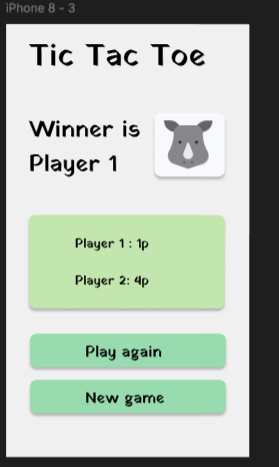 iPhone 8 - 3
Tic Tac Toe
Winner is
Player 1
Player 1 : 1p
Player 2: 4p
Play again
New game